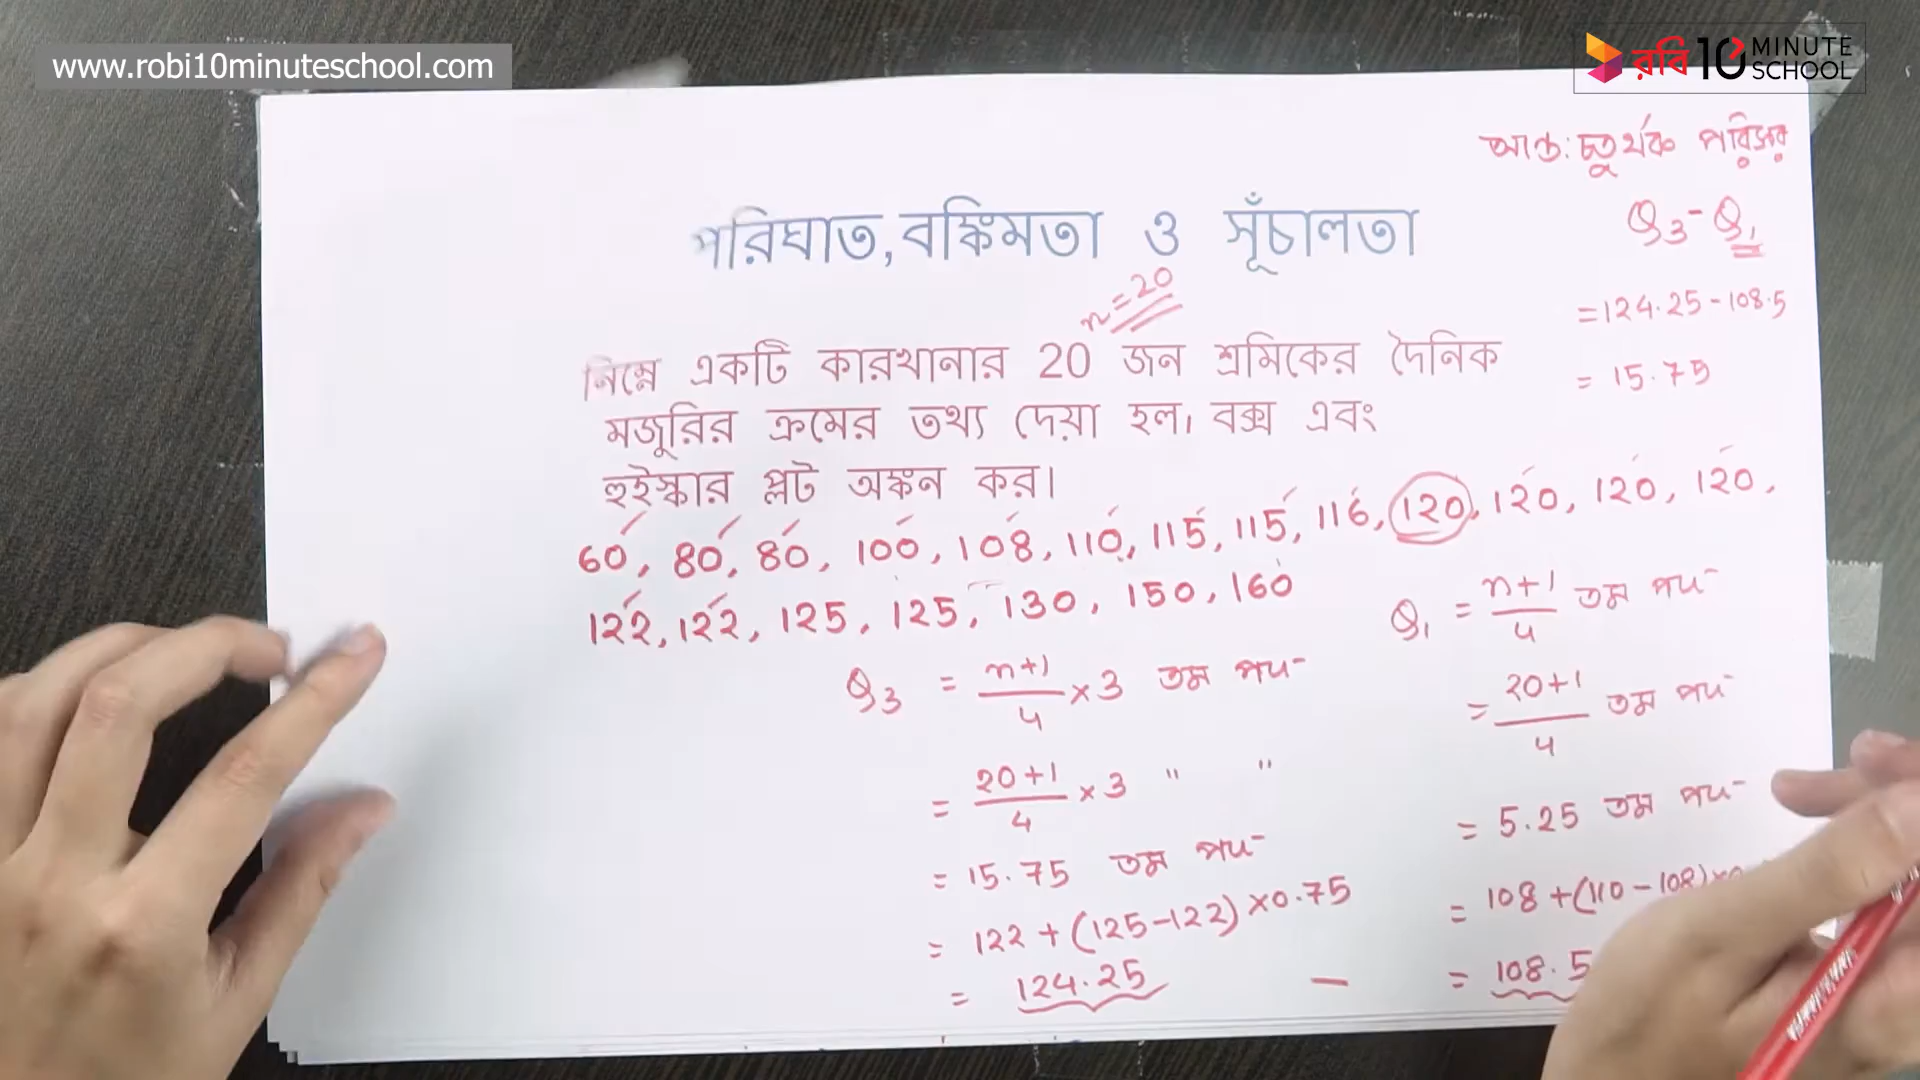 www.robi10minuteschool.com
রবি 10 MINUTE SCHOOL
আন্ত: চতুর্থক পরিসর
Q₃ - Q₁
= 124.25 - 108.5
= 15.75
পরিঘাত, বঙ্কিমতা ও সূঁচালতা
n = 20
নিম্নে একটি কারখানার 20 জন শ্রমিকের দৈনিক
মজুরির ক্রমের তথ্য দেয়া হল। বক্স এবং
হুইস্কার প্লট অঙ্কন কর।
60, 80, 80, 100, 108, 110, 115, 115, 116, 120, 120, 120, 120,
122, 122, 125, 125, 130, 150, 160
Q₃ = n+1/4 × 3 তম পদ
= 20+1/4 × 3 " "
= 15.75 তম পদ
= 122 + (125-122) × 0.75
= 124.25 —
Q₁ = n+1/4 তম পদ
= 20+1/4 তম পদ
= 5.25 তম পদ
= 108 + (110 - 108) ×
= 108.5